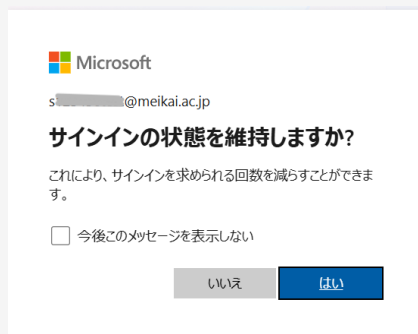 Microsoft
@meikai.ac.jp
サインインの状態を維持しますか?
これにより、サインインを求められる回数を減らすことができま
す。
今後このメッセージを表示しない
いいえ
はい